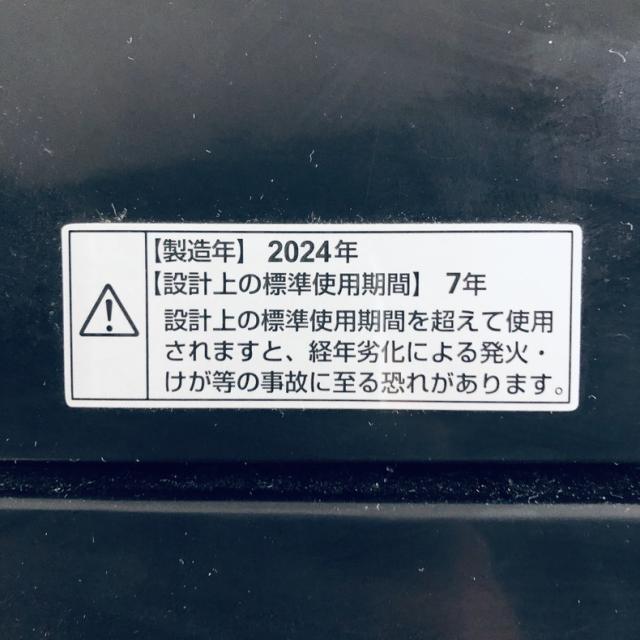 【製造年】 2024年
【設計上の標準使用期間】 7年
設計上の標準使用期間を超えて使用
されますと、経年劣化による発火・
けが等の事故に至る恐れがあります。